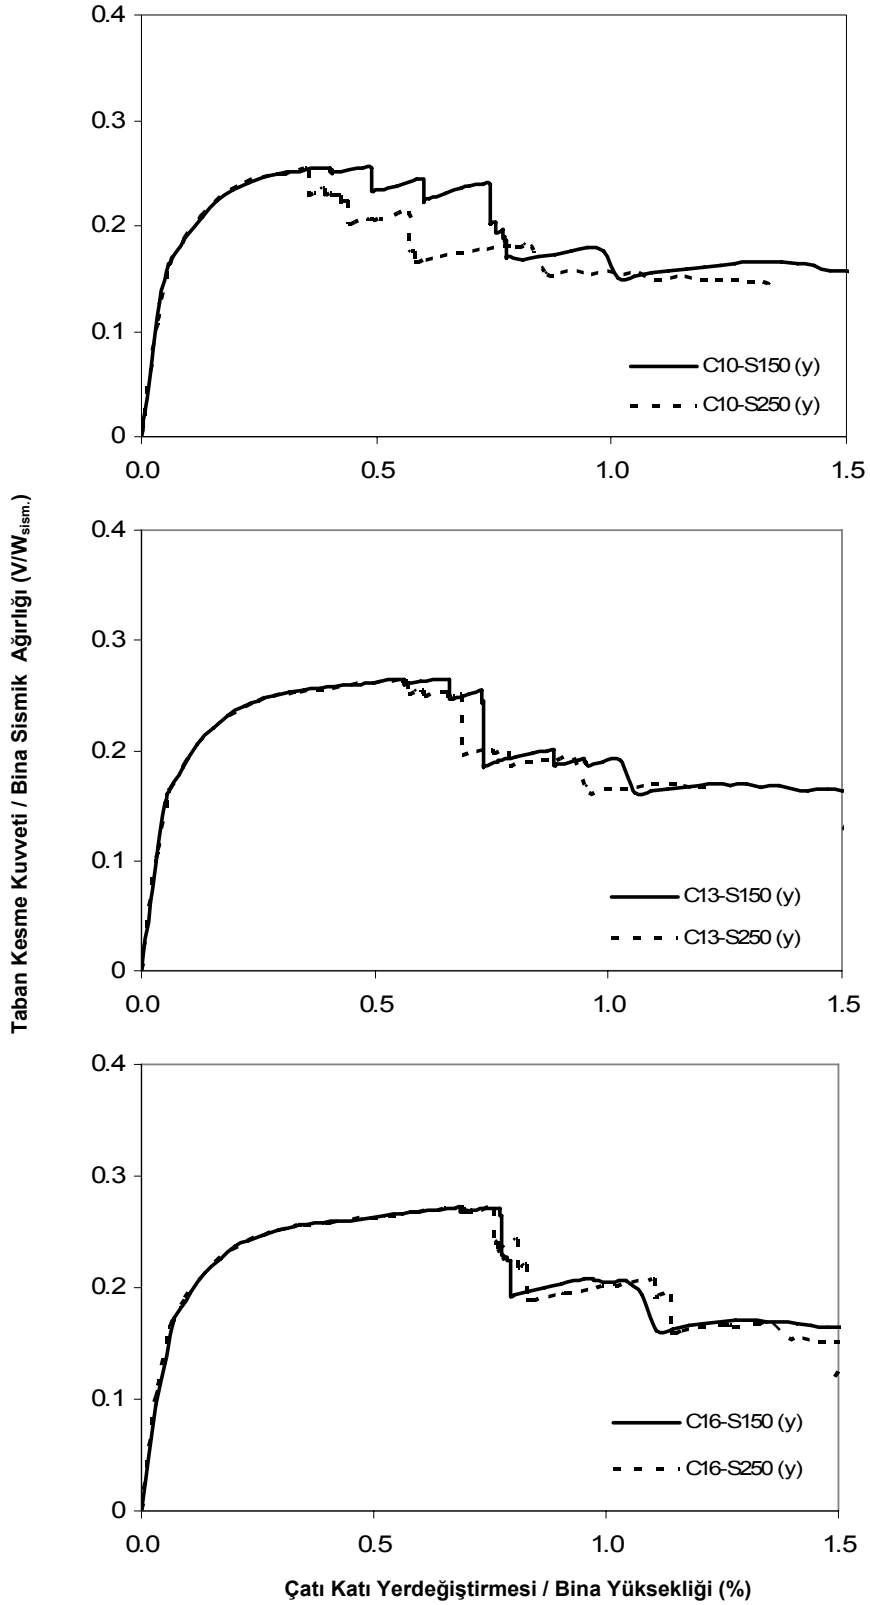 0.4
0.3
0.2
0.1
0
0.0 0.5 1.0 1.5
C10-S150 (y)
C10-S250 (y)
Taban Kesme Kuvveti / Bina Sismik Ağırlığı (V/Wsism.)
0.4
0.3
0.2
0.1
0
0.0 0.5 1.0 1.5
C13-S150 (y)
C13-S250 (y)
0.4
0.3
0.2
0.1
0
0.0 0.5 1.0 1.5
C16-S150 (y)
C16-S250 (y)
Çatı Katı Yerdeğiştirmesi / Bina Yüksekliği (%)